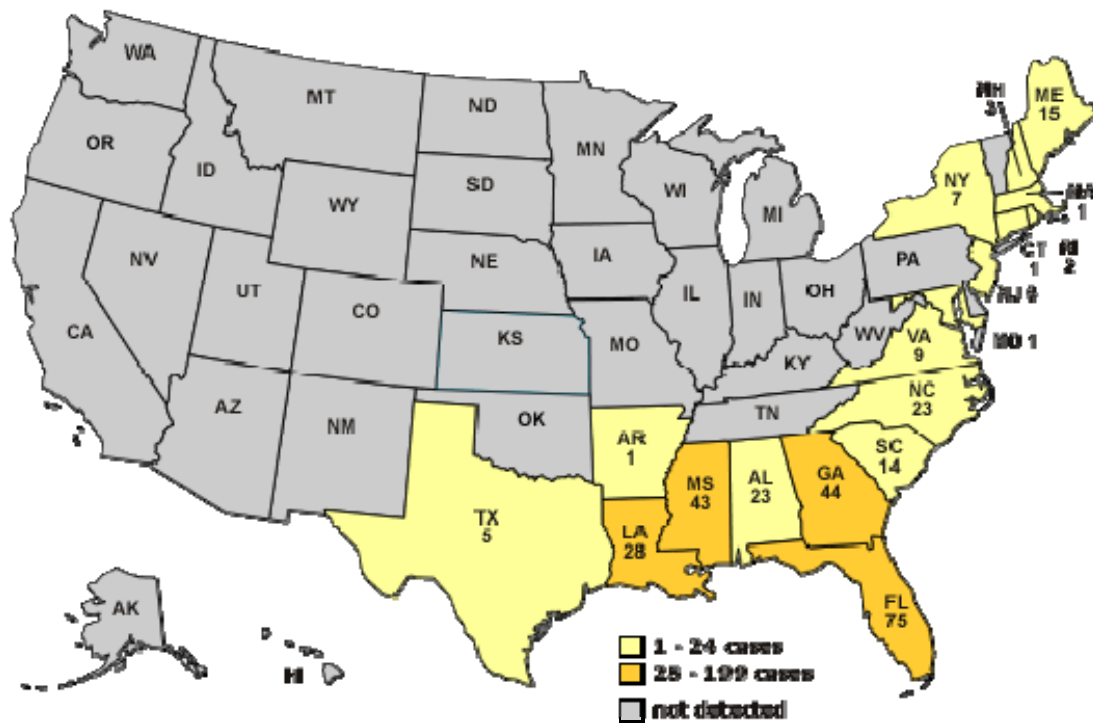 WA
MT
ND
MN
OR
ID
WY
SD
WI
MI
NH
3
ME
15
NY
7
1
CT
1
RI
2
NV
UT
CO
NE
KS
IA
IL
IN
OH
PA
NJ
MD 1
WV
VA
9
CA
AZ
NM
OK
MO
KY
TN
NC
23
SC
14
AR
1
MS
43
AL
23
GA
44
TX
5
LA
28
FL
75
AK
HI
1 - 24 cases
25 - 199 cases
not detected